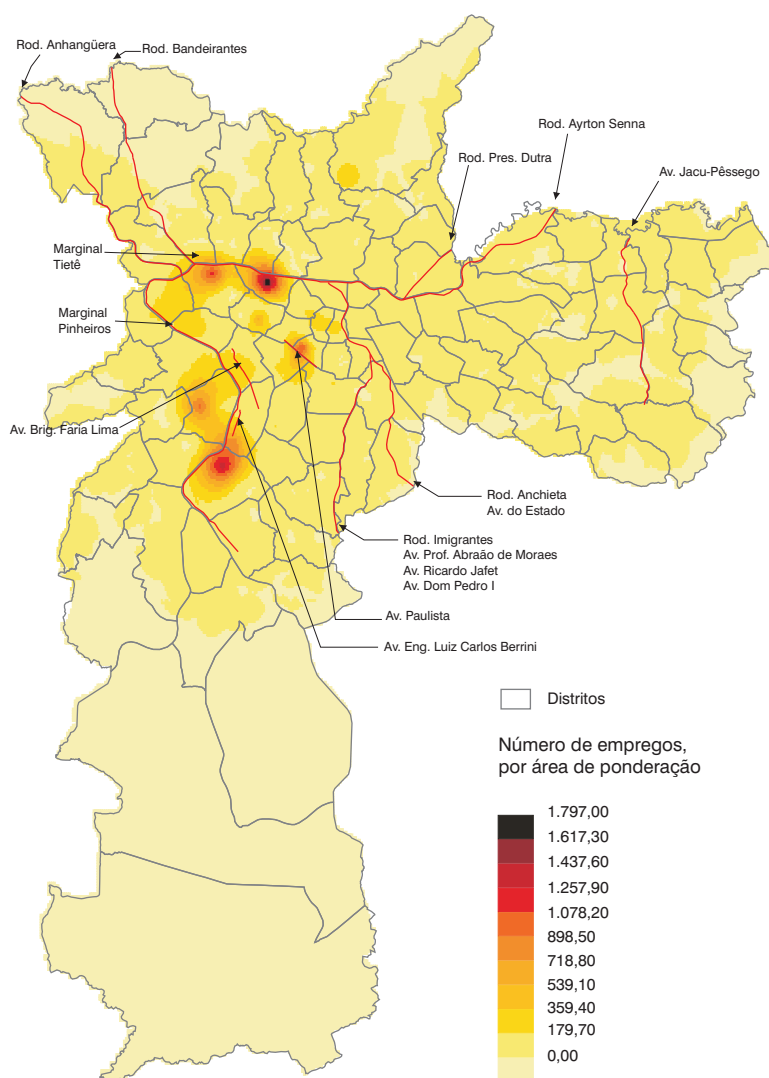 Rod. Anhangüera
Rod. Bandeirantes
Rod. Ayrton Senna
Rod. Pres. Dutra
Av. Jacu-Pêssego
Marginal
Tietê
Marginal
Pinheiros
Av. Brig. Faria Lima
Rod. Anchieta
Av. do Estado
Rod. Imigrantes
Av. Prof. Abraão de Moraes
Av. Ricardo Jafet
Av. Dom Pedro I
Av. Paulista
Av. Eng. Luiz Carlos Berrini
Distritos
Número de empregos,
por área de ponderação
1.797,00
1.617,30
1.437,60
1.257,90
1.078,20
898,50
718,80
539,10
359,40
179,70
0,00